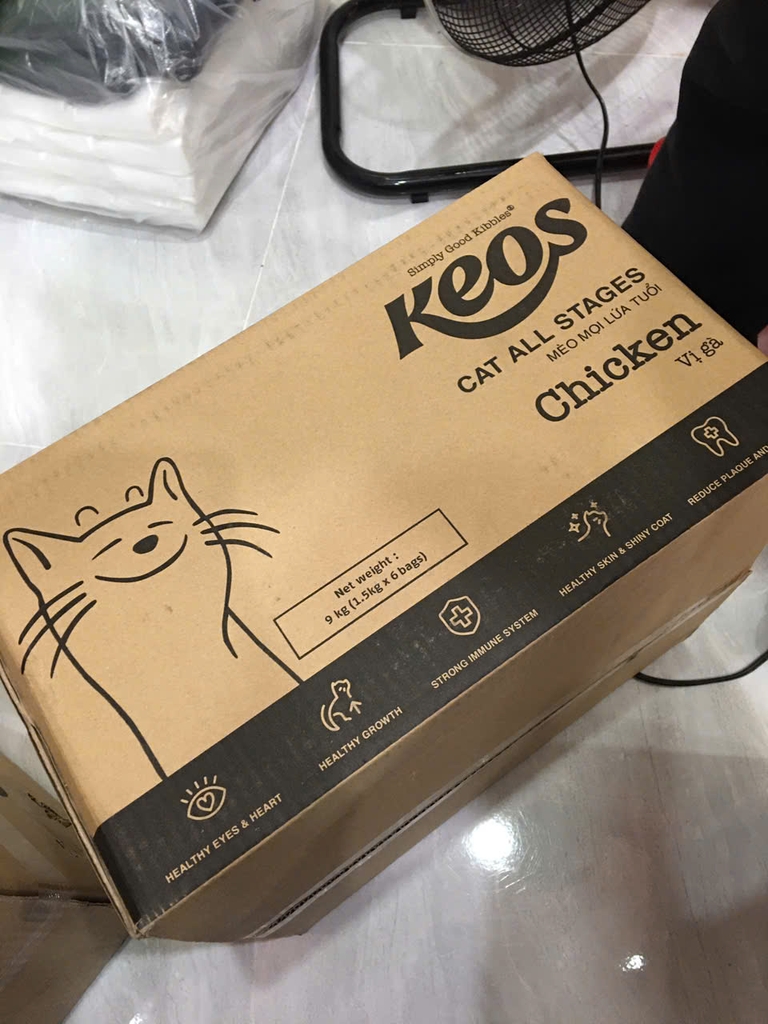 Simply Good Kibbles®
Keos
CAT ALL STAGES
MÈO MỌI LỨA TUỔI
Chicken
Vị gà
Net weight :
9 kg (1.5kg x 6 bags)
HEALTHY EYES & HEART
HEALTHY GROWTH
STRONG IMMUNE SYSTEM
HEALTHY SKIN & SHINY COAT
REDUCE PLAQUE AND